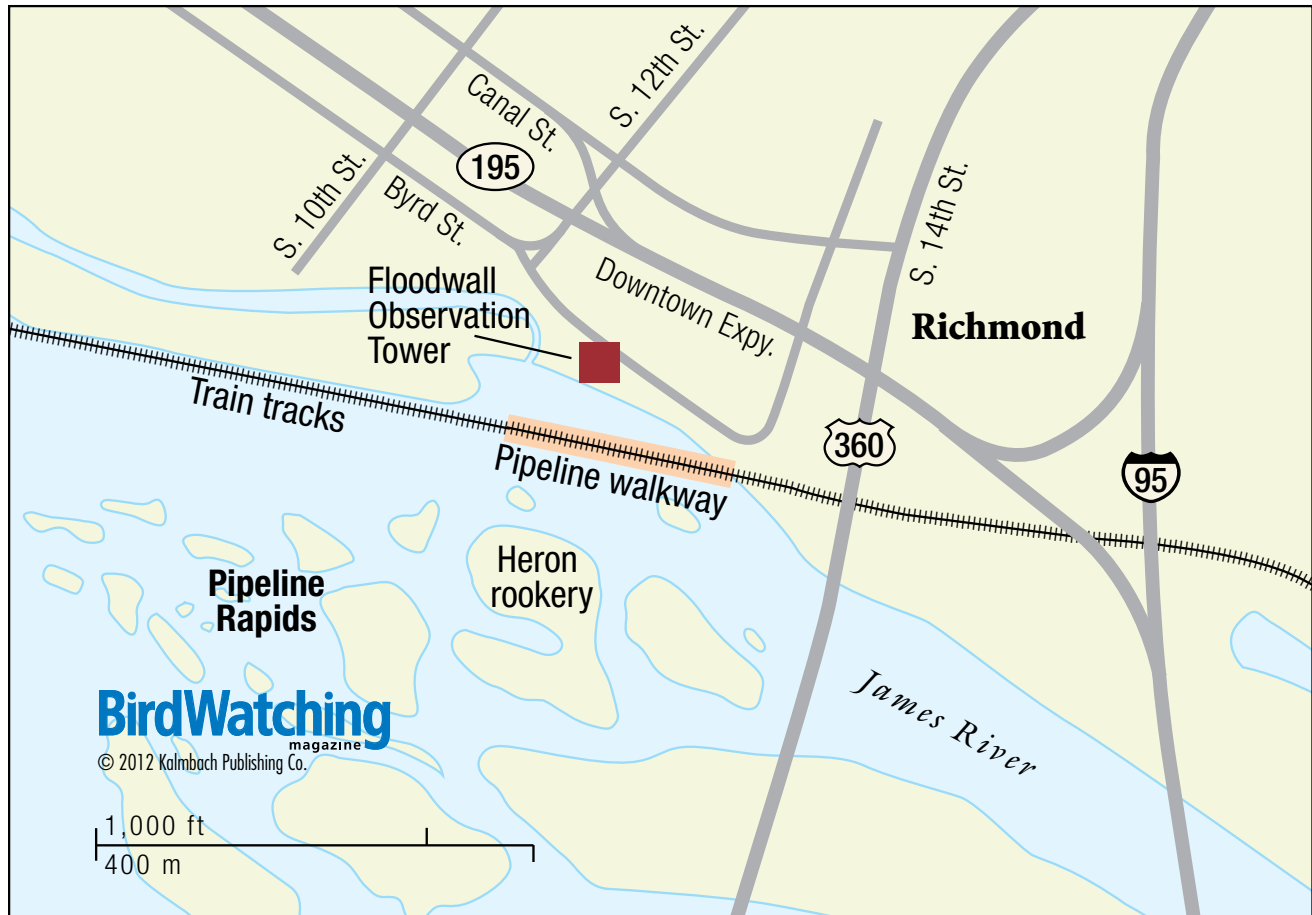 S. 12th St.
Canal St.
195
S. 10th St.
Byrd St.
S. 14th St.
Floodwall
Observation
Tower
Downtown Expy.
Richmond
Train tracks
Pipeline walkway
360
95
Heron
rookery
Pipeline
Rapids
James River
BirdWatching
magazine
© 2012 Kalmbach Publishing Co.
1,000 ft
400 m